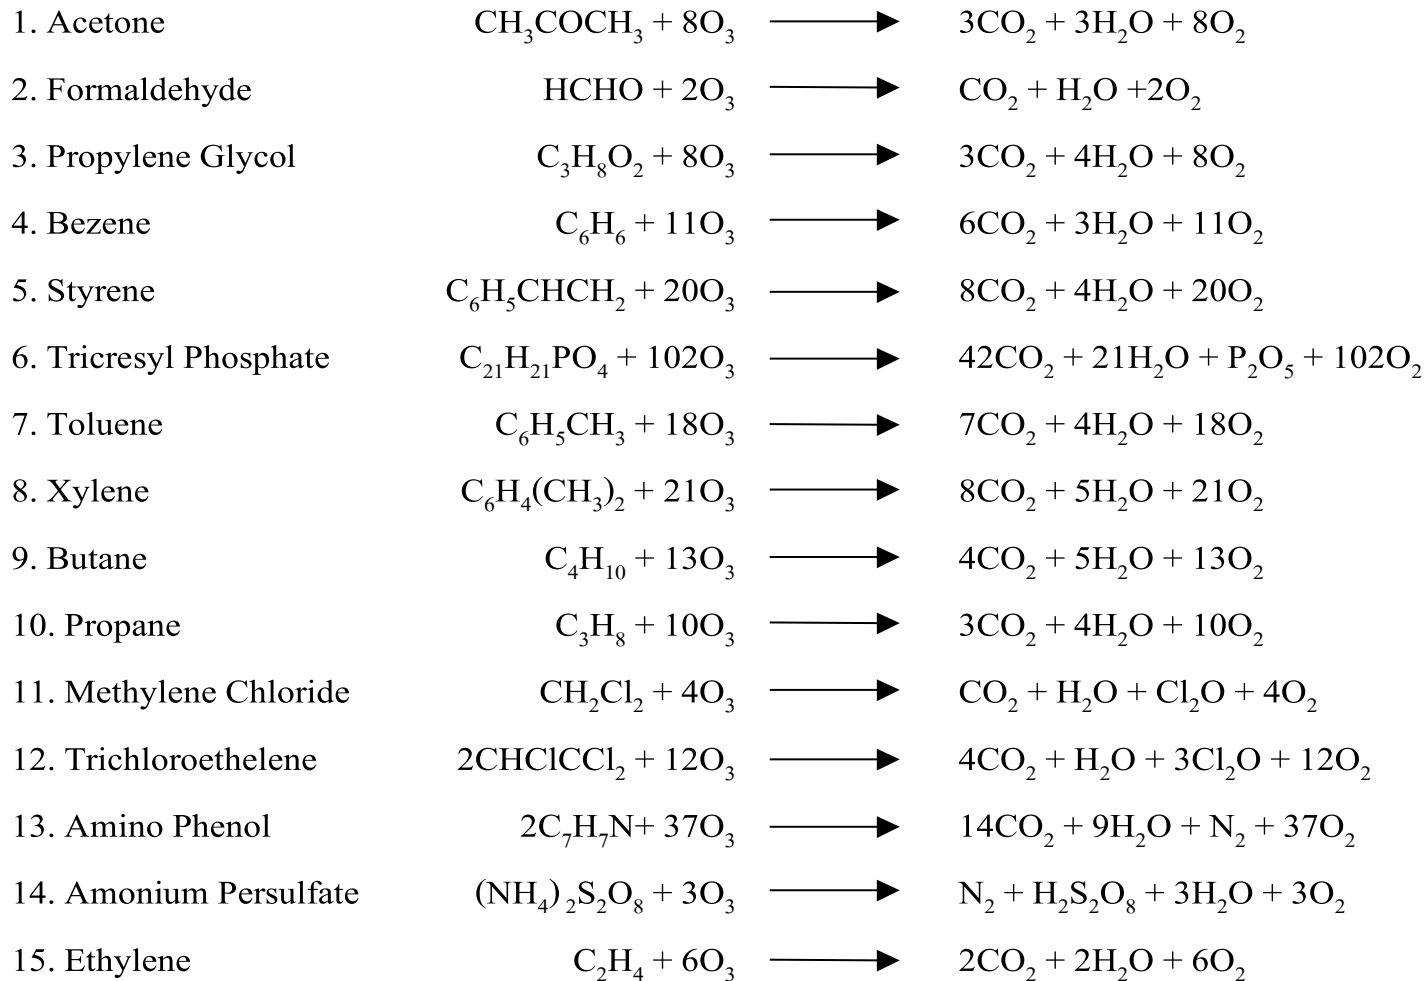 1. Acetone CH₃COCH₃ + 8O₃ ⟶ 3CO₂ + 3H₂O + 8O₂
2. Formaldehyde HCHO + 2O₃ ⟶ CO₂ + H₂O +2O₂
3. Propylene Glycol C₃H₈O₂ + 8O₃ ⟶ 3CO₂ + 4H₂O + 8O₂
4. Bezene C₆H₆ + 11O₃ ⟶ 6CO₂ + 3H₂O + 11O₂
5. Styrene C₆H₅CHCH₂ + 20O₃ ⟶ 8CO₂ + 4H₂O + 20O₂
6. Tricresyl Phosphate C₂₁H₂₁PO₄ + 102O₃ ⟶ 42CO₂ + 21H₂O + P₂O₅ + 102O₂
7. Toluene C₆H₅CH₃ + 18O₃ ⟶ 7CO₂ + 4H₂O + 18O₂
8. Xylene C₆H₄(CH₃)₂ + 21O₃ ⟶ 8CO₂ + 5H₂O + 21O₂
9. Butane C₄H₁₀ + 13O₃ ⟶ 4CO₂ + 5H₂O + 13O₂
10. Propane C₃H₈ + 10O₃ ⟶ 3CO₂ + 4H₂O + 10O₂
11. Methylene Chloride CH₂Cl₂ + 4O₃ ⟶ CO₂ + H₂O + Cl₂O + 4O₂
12. Trichloroethelene 2CHClCCl₂ + 12O₃ ⟶ 4CO₂ + H₂O + 3Cl₂O + 12O₂
13. Amino Phenol 2C₇H₇N+ 37O₃ ⟶ 14CO₂ + 9H₂O + N₂ + 37O₂
14. Amonium Persulfate (NH₄)₂S₂O₈ + 3O₃ ⟶ N₂ + H₂S₂O₈ + 3H₂O + 3O₂
15. Ethylene C₂H₄ + 6O₃ ⟶ 2CO₂ + 2H₂O + 6O₂